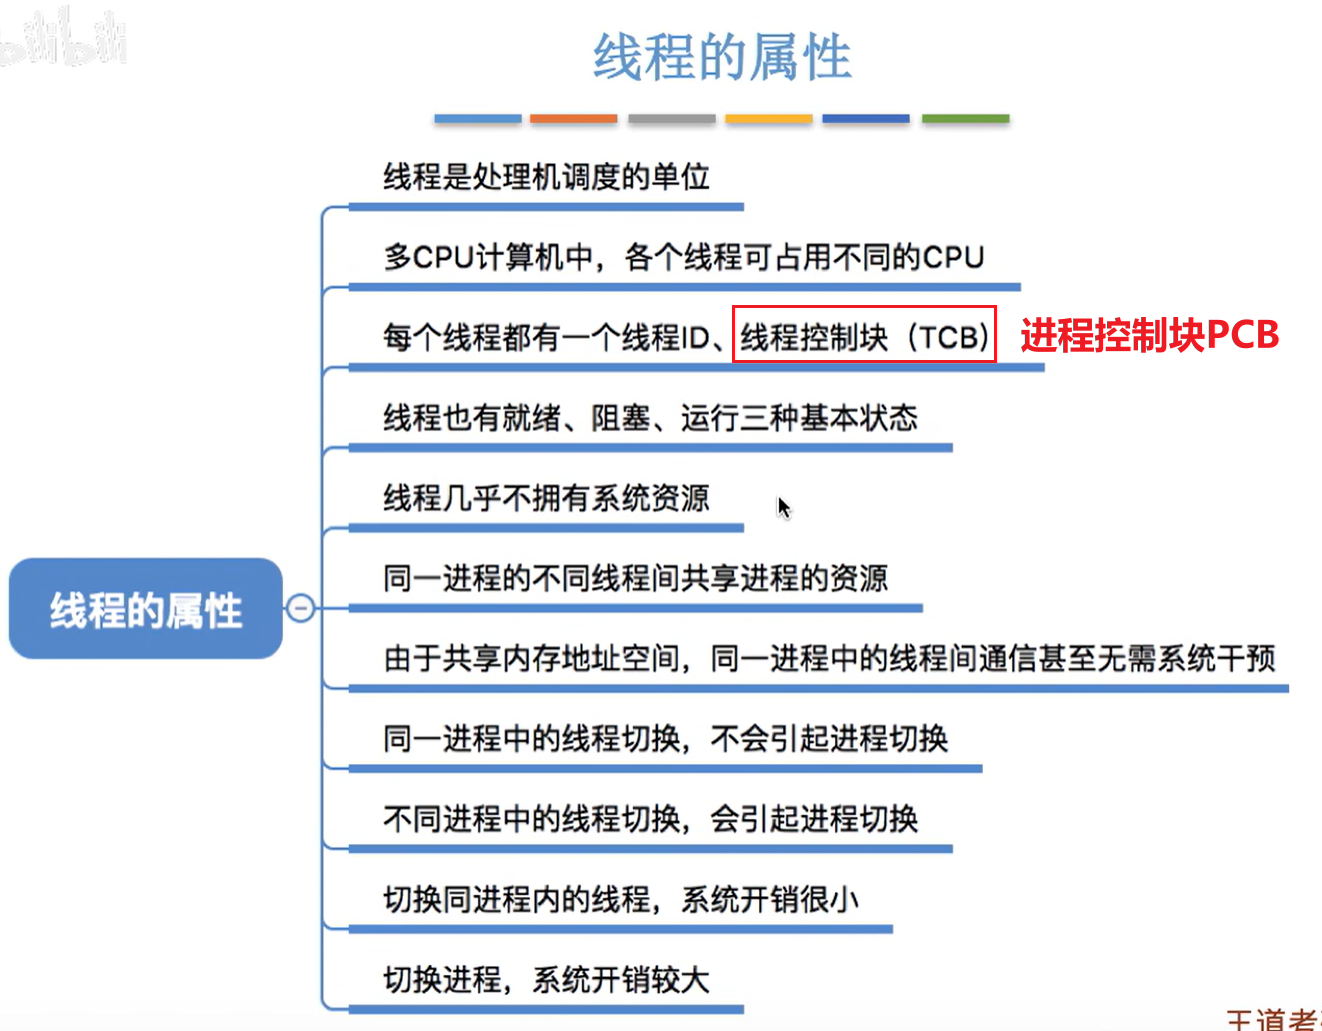 bilibili
线程的属性
线程是处理机调度的单位
多CPU计算机中，各个线程可占用不同的CPU
每个线程都有一个线程ID、线程控制块（TCB） 进程控制块PCB
线程也有就绪、阻塞、运行三种基本状态
线程几乎不拥有系统资源
同一进程的不同线程间共享进程的资源
线程的属性
由于共享内存地址空间，同一进程中的线程间通信甚至无需系统干预
同一进程中的线程切换，不会引起进程切换
不同进程中的线程切换，会引起进程切换
切换同进程内的线程，系统开销很小
切换进程，系统开销较大
王道考